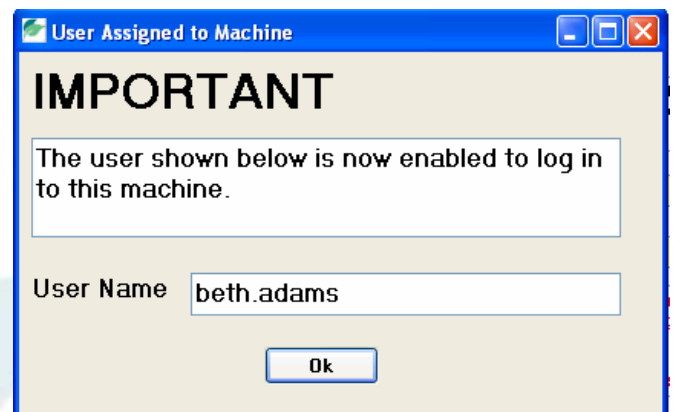 User Assigned to Machine
IMPORTANT
The user shown below is now enabled to log in
to this machine.
User Name beth.adams
Ok